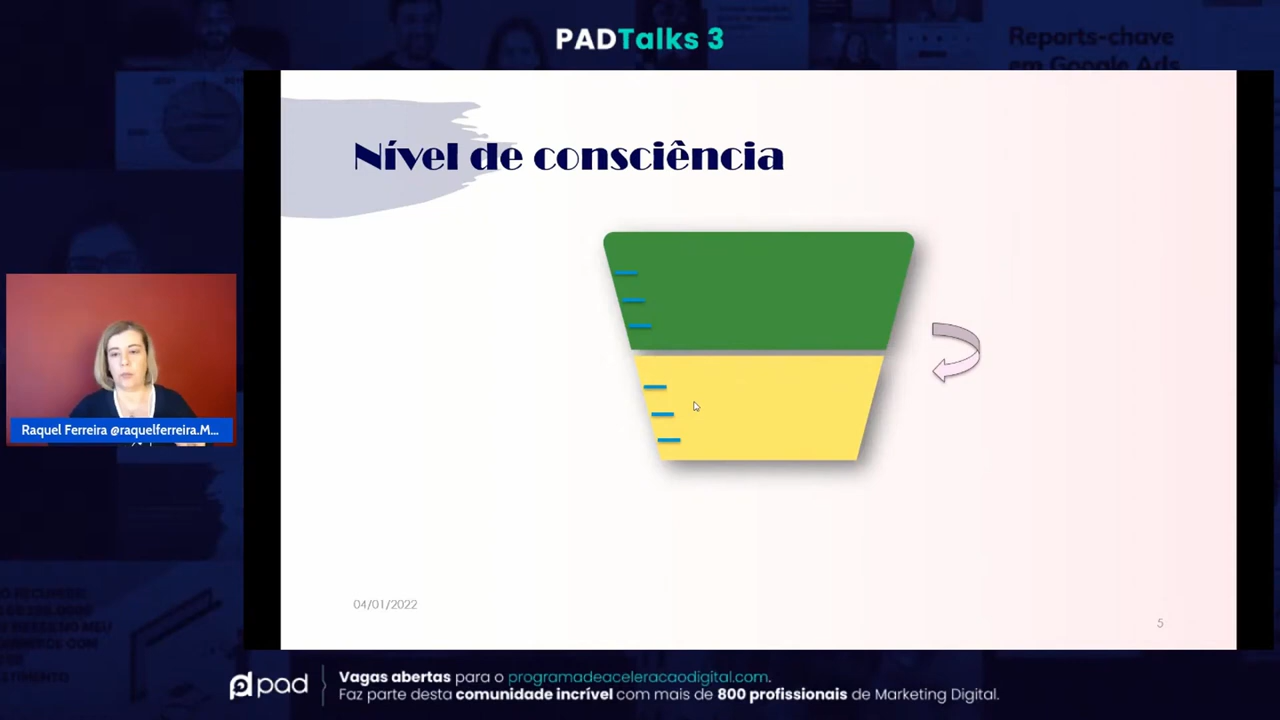 PADTalks 3
Reports-chave
em Google Ads
Nível de consciência
Raquel Ferreira @raquelferreira.M...
04/01/2022
5
pad
Vagas abertas para o programadeaceleracaodigital.com.
Faz parte desta comunidade incrível com mais de 800 profissionais de Marketing Digital.